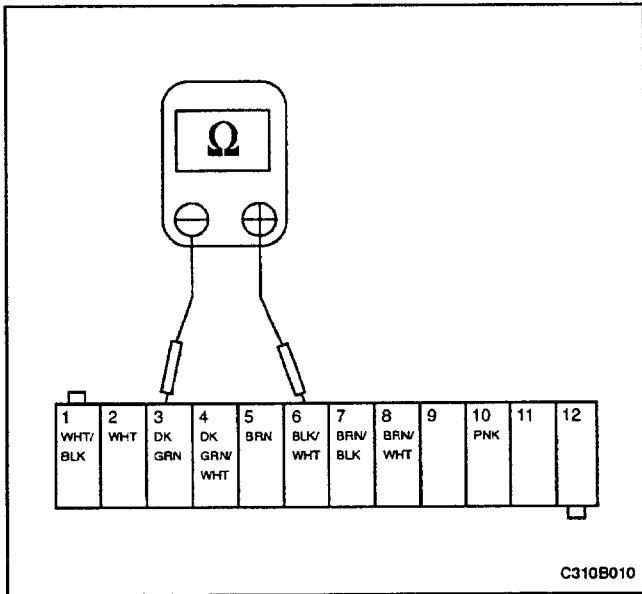 Ω
1 2 3 4 5 6 7 8 9 10 11 12
WHT/ WHT DK DK BRN BLK/ BRN/ BRN/ PNK
BLK GRN GRN/ WHT BLK WHT
WHT
C310B010